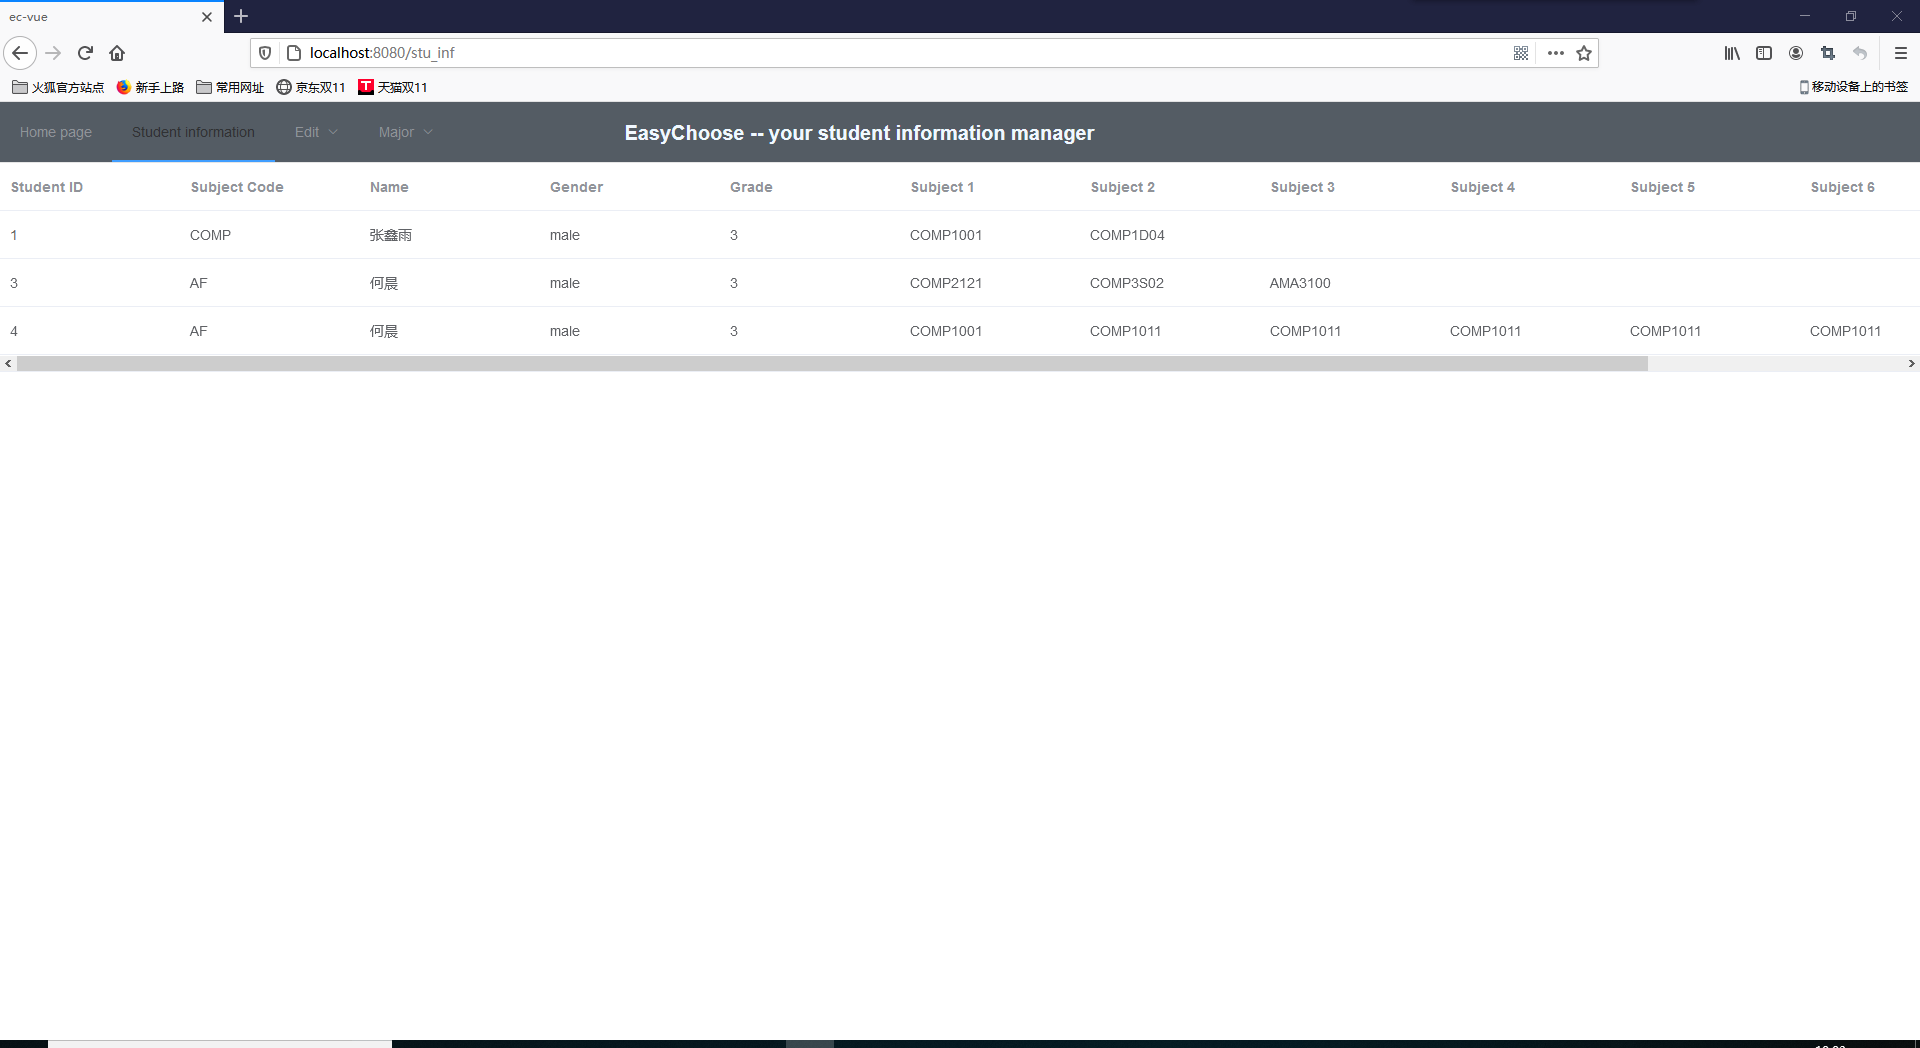 ec-vue
localhost:8080/stu_inf
火狐官方站点 新手上路 常用网址 京东双11 天猫双11 移动设备上的书签
Home page Student information Edit Major EasyChoose -- your student information manager
Student ID Subject Code Name Gender Grade Subject 1 Subject 2 Subject 3 Subject 4 Subject 5 Subject 6
1 COMP 张鑫雨 male 3 COMP1001 COMP1D04
3 AF 何晨 male 3 COMP2121 COMP3S02 AMA3100
4 AF 何晨 male 3 COMP1001 COMP1011 COMP1011 COMP1011 COMP1011 COMP1011